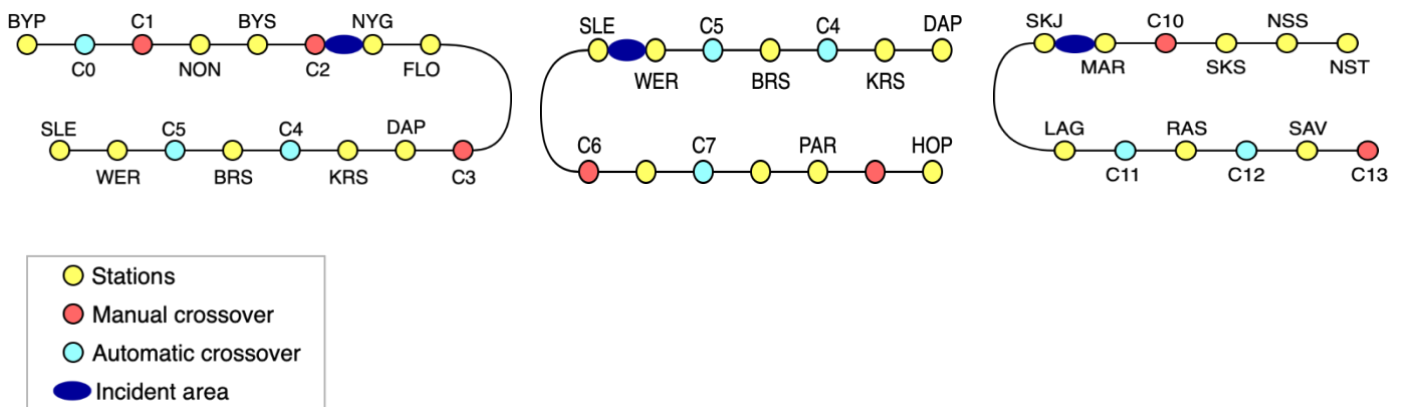 BYP C1 BYS NYG
C0 NON C2 FLO
SLE C5 C4 DAP
WER BRS KRS C3
SLE C5 C4 DAP
WER BRS KRS
C6 C7 PAR HOP
SKJ C10 NSS
MAR SKS NST
LAG RAS SAV
C11 C12 C13
Stations
Manual crossover
Automatic crossover
Incident area